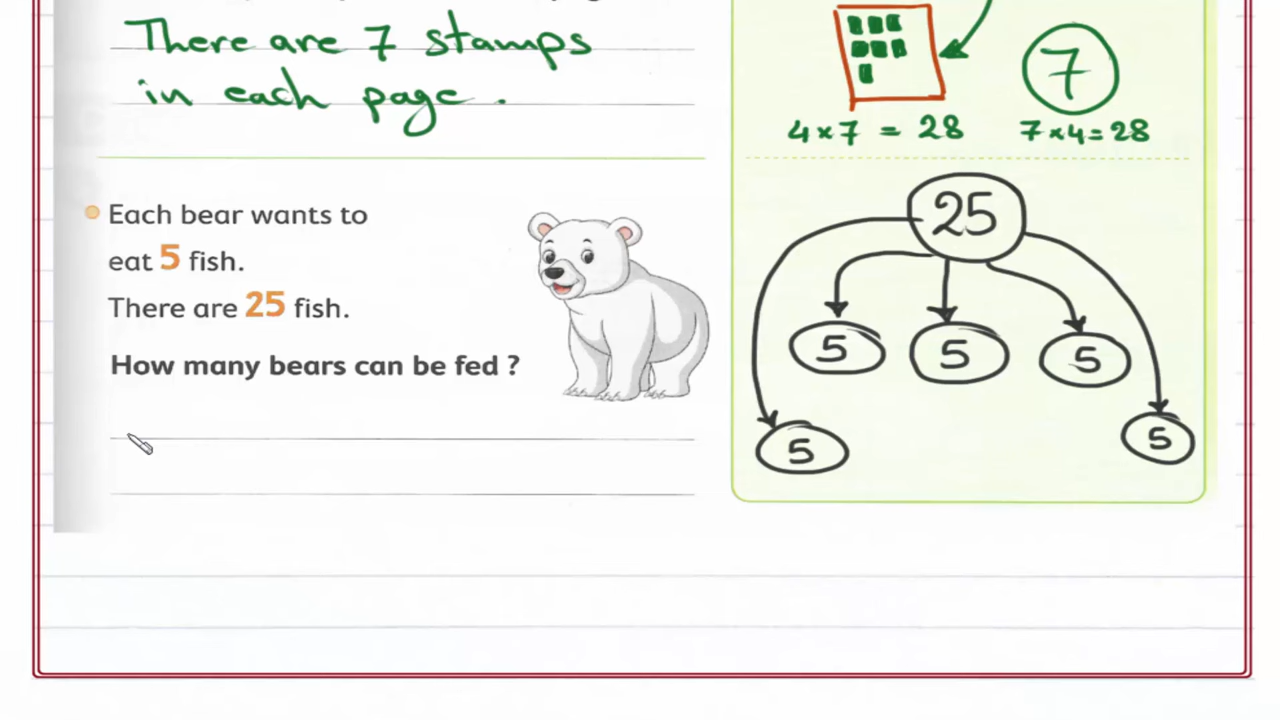 There are 7 stamps
in each page.
7
4 x 7 = 28
7 x 4 = 28
Each bear wants to
eat 5 fish.
There are 25 fish.
How many bears can be fed ?
25
5
5
5
5
5